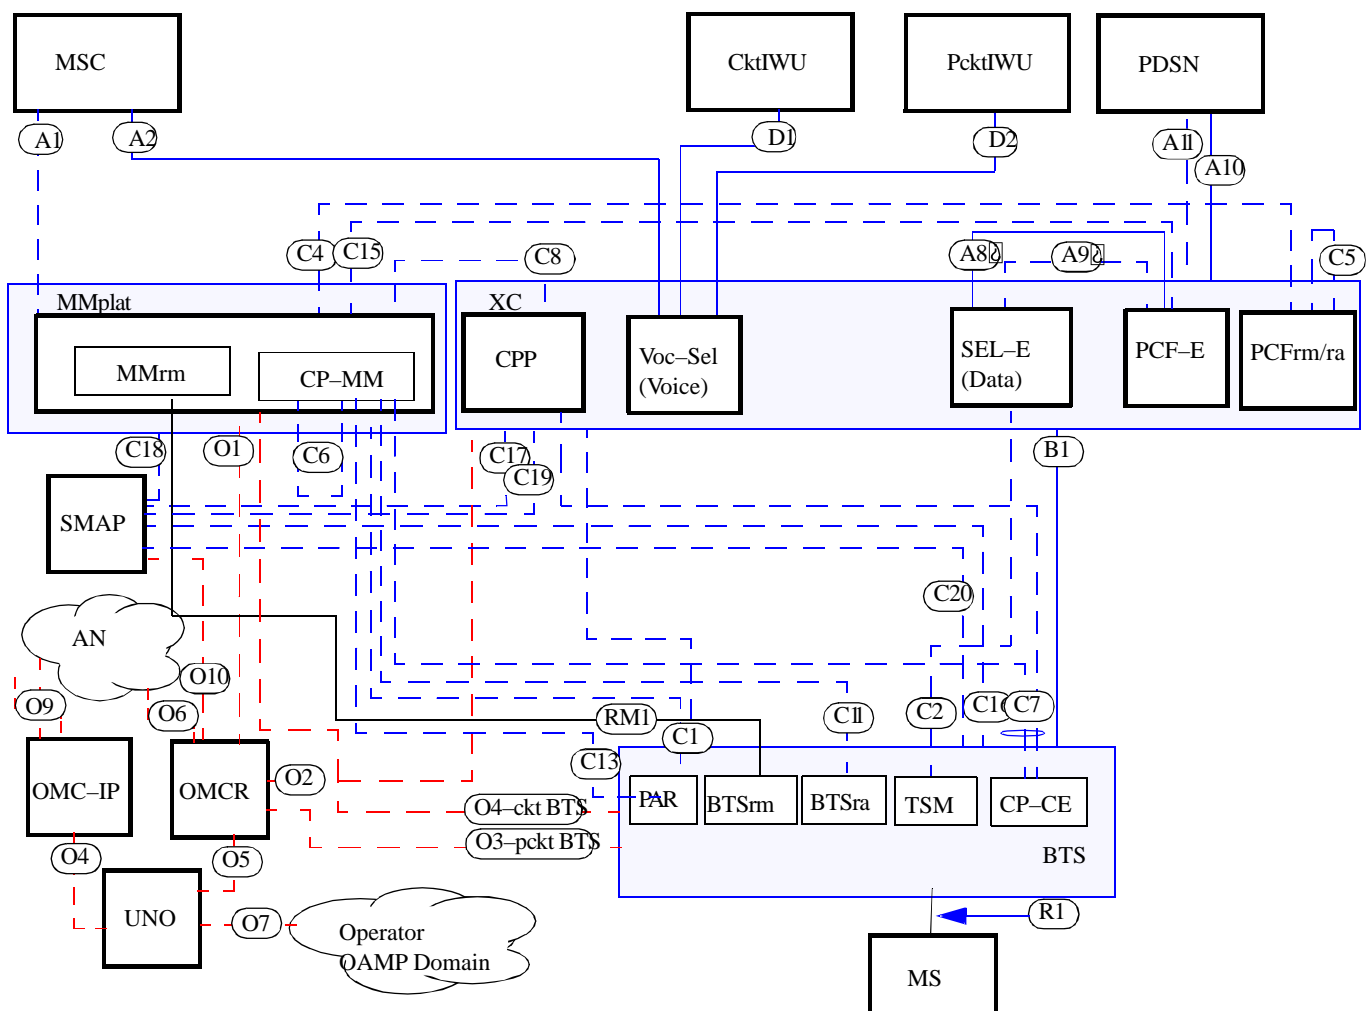 MSC
CktIWU
PcktIWU
PDSN
A1
A2
D1
D2
A11
A10
C4
C15
C8
A8¿
A9¿
C5
MMplat
XC
MMrm
CP–MM
CPP
Voc–Sel
(Voice)
SEL–E
(Data)
PCF–E
PCFrm/ra
C18
O1
C6
C17
C19
B1
SMAP
C20
AN
O10
O9
O6
RM1
C1
C11
C2
C16
C7
C13
OMC–IP
OMCR
O2
O4–ckt BTS
O3–pckt BTS
PAR
BTSrm
BTSra
TSM
CP–CE
BTS
O4
O5
UNO
O7
Operator
OAMP Domain
R1
MS